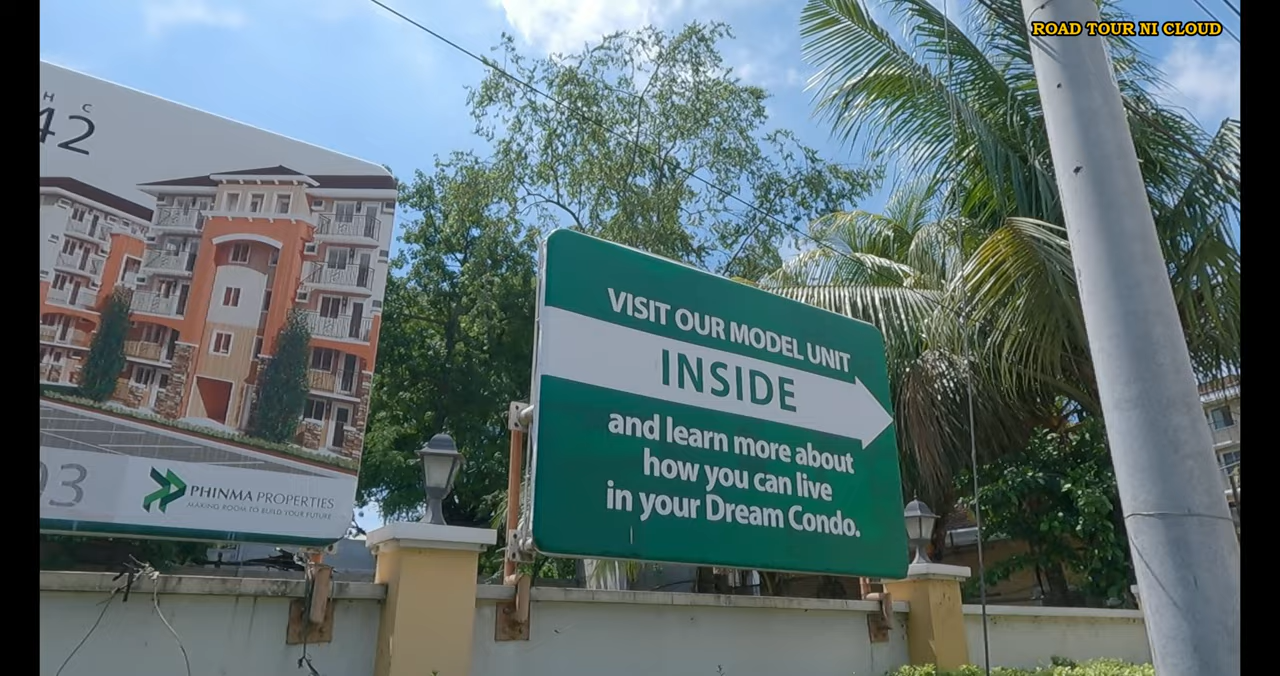 ROAD TOUR NI CLOUD
H C
42
03
PHINMA PROPERTIES
MAKING ROOM TO BUILD YOUR FUTURE
VISIT OUR MODEL UNIT
INSIDE
and learn more about
how you can live
in your Dream Condo.